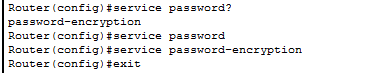 Router(config)#service password?
password-encryption
Router(config)#service password
Router(config)#service password-encryption
Router(config)#exit